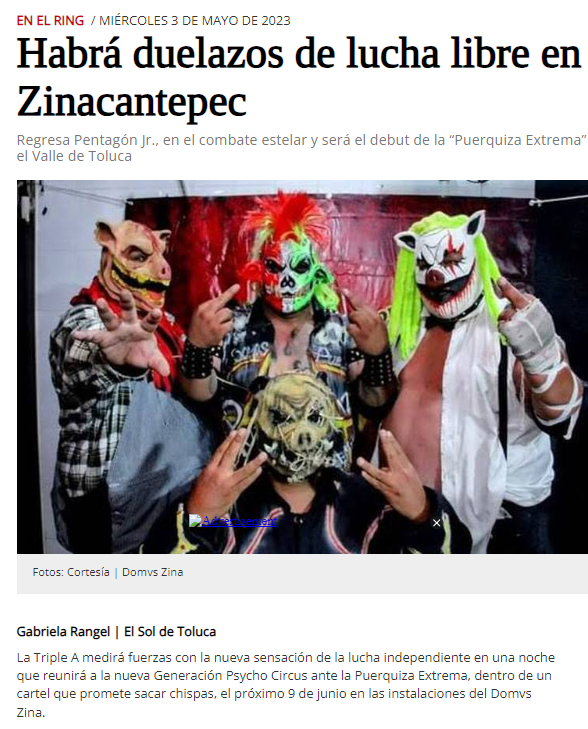 EN EL RING / MIÉRCOLES 3 DE MAYO DE 2023
Habrá duelazos de lucha libre en
Zinacantepec
Regresa Pentagón Jr., en el combate estelar y será el debut de la “Puerquiza Extrema”
el Valle de Toluca
Advertisement
×
Fotos: Cortesía | Domvs Zina
Gabriela Rangel | El Sol de Toluca
La Triple A medirá fuerzas con la nueva sensación de la lucha independiente en una noche
que reunirá a la nueva Generación Psycho Circus ante la Puerquiza Extrema, dentro de un
cartel que promete sacar chispas, el próximo 9 de junio en las instalaciones del Domvs
Zina.